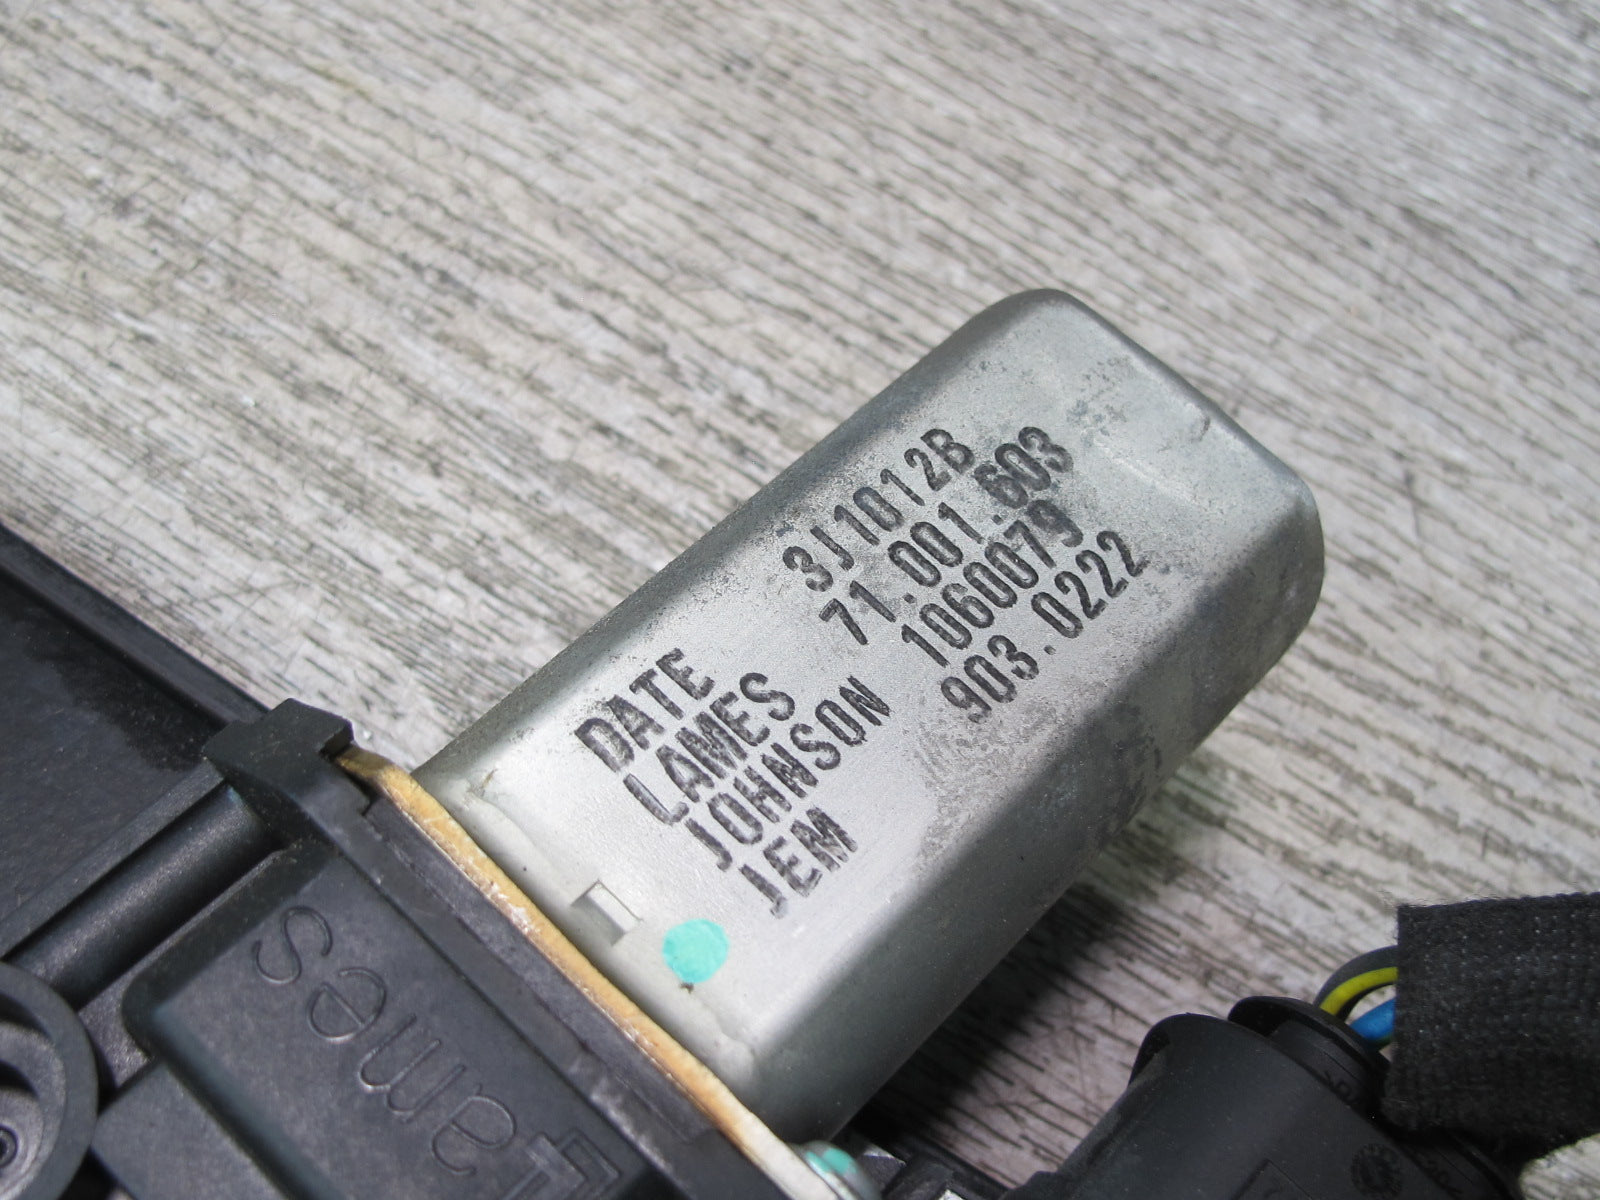 DATE 3J1012B
LAMES 71.001.603
JOHNSON 1060079
JEM 903.0222
Lames